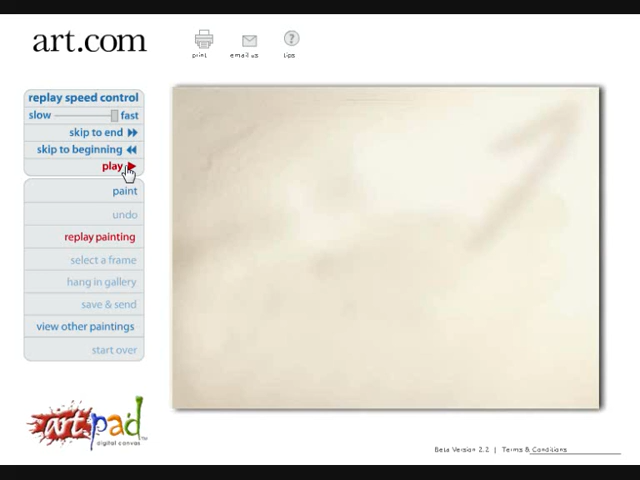 art.com
print email us tips
replay speed control
slow fast
skip to end
skip to beginning
play
paint
undo
replay painting
select a frame
hang in gallery
save & send
view other paintings
start over
artpad
digital canvas
Beta Version 2.2 | Terms & Conditions